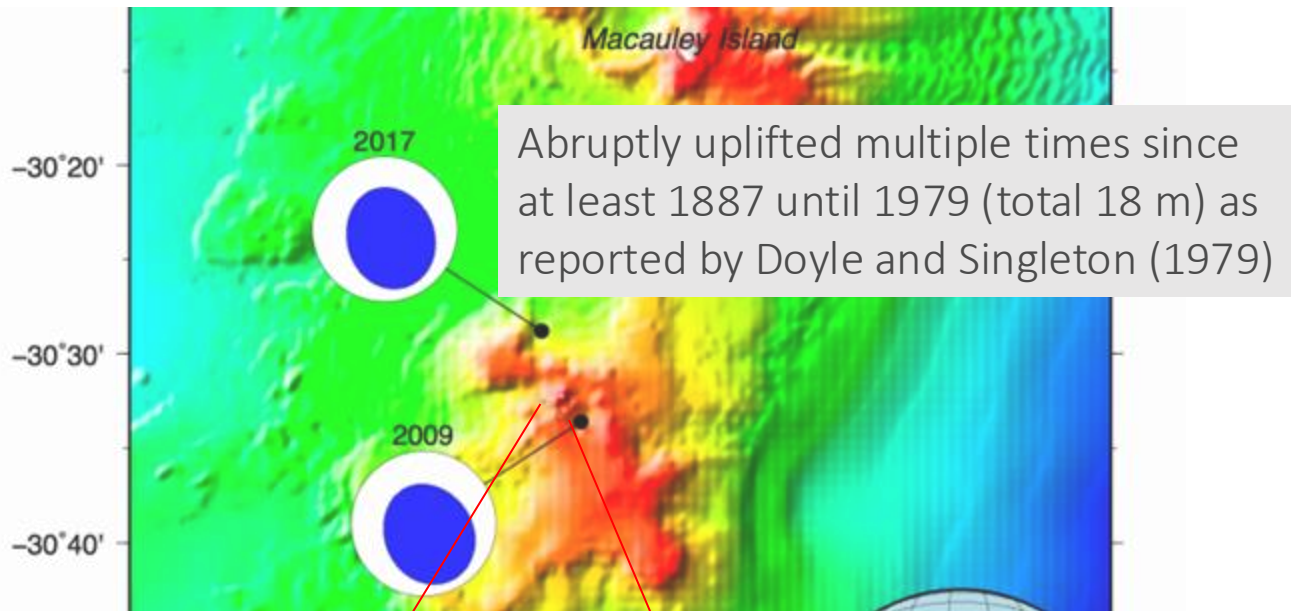 Macauley Island
2017
Abruptly uplifted multiple times since
at least 1887 until 1979 (total 18 m) as
reported by Doyle and Singleton (1979)
−30˚20'
−30˚30'
2009
−30˚40'